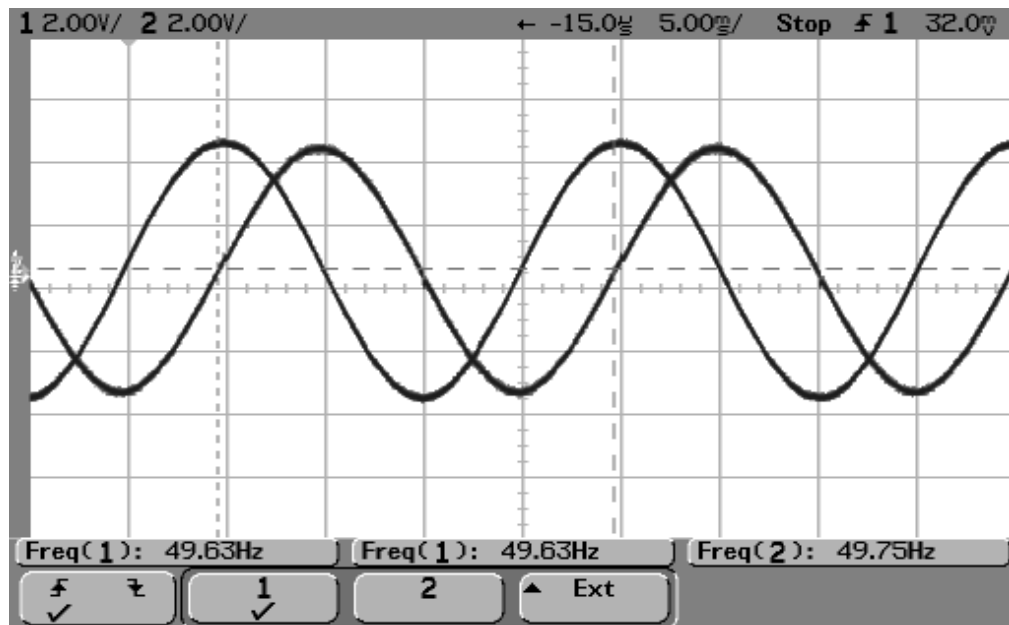 1 2.00V/ 2 2.00V/ ← -15.0ms 5.00ms/ Stop 1 32.0mV
Freq(1): 49.63Hz Freq(1): 49.63Hz Freq(2): 49.75Hz
1 2 Ext